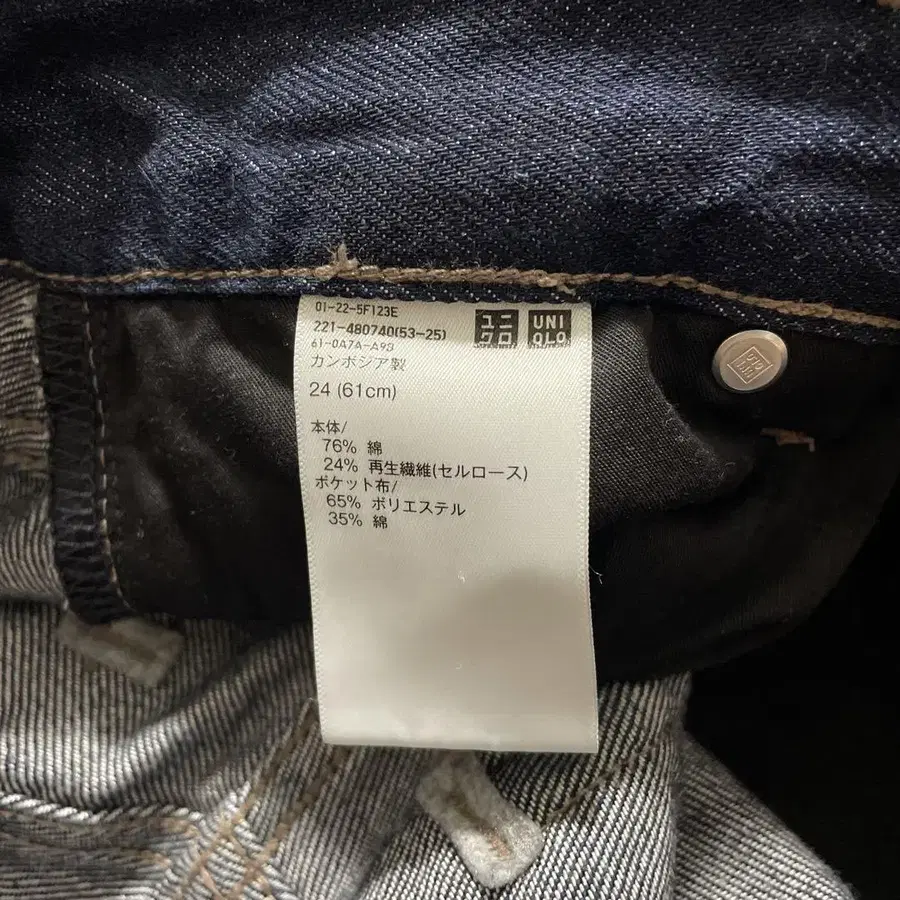 01-22-5F123E
221-480740(53-25)
61-0A7A-A93
ユニクロ
UNIQLO
カンボジア製
24 (61cm)
本体/
76% 綿
24% 再生繊維(セルロース)
ポケット布/
65% ポリエステル
35% 綿